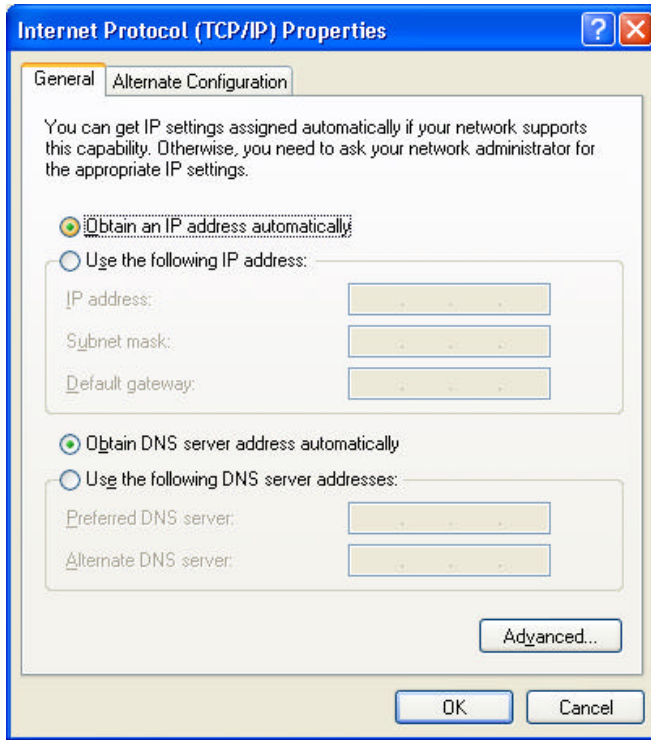 Internet Protocol (TCP/IP) Properties
General
Alternate Configuration
You can get IP settings assigned automatically if your network supports
this capability. Otherwise, you need to ask your network administrator for
the appropriate IP settings.
Obtain an IP address automatically
Use the following IP address:
IP address:
Subnet mask:
Default gateway:
Obtain DNS server address automatically
Use the following DNS server addresses:
Preferred DNS server:
Alternate DNS server:
Advanced...
OK
Cancel